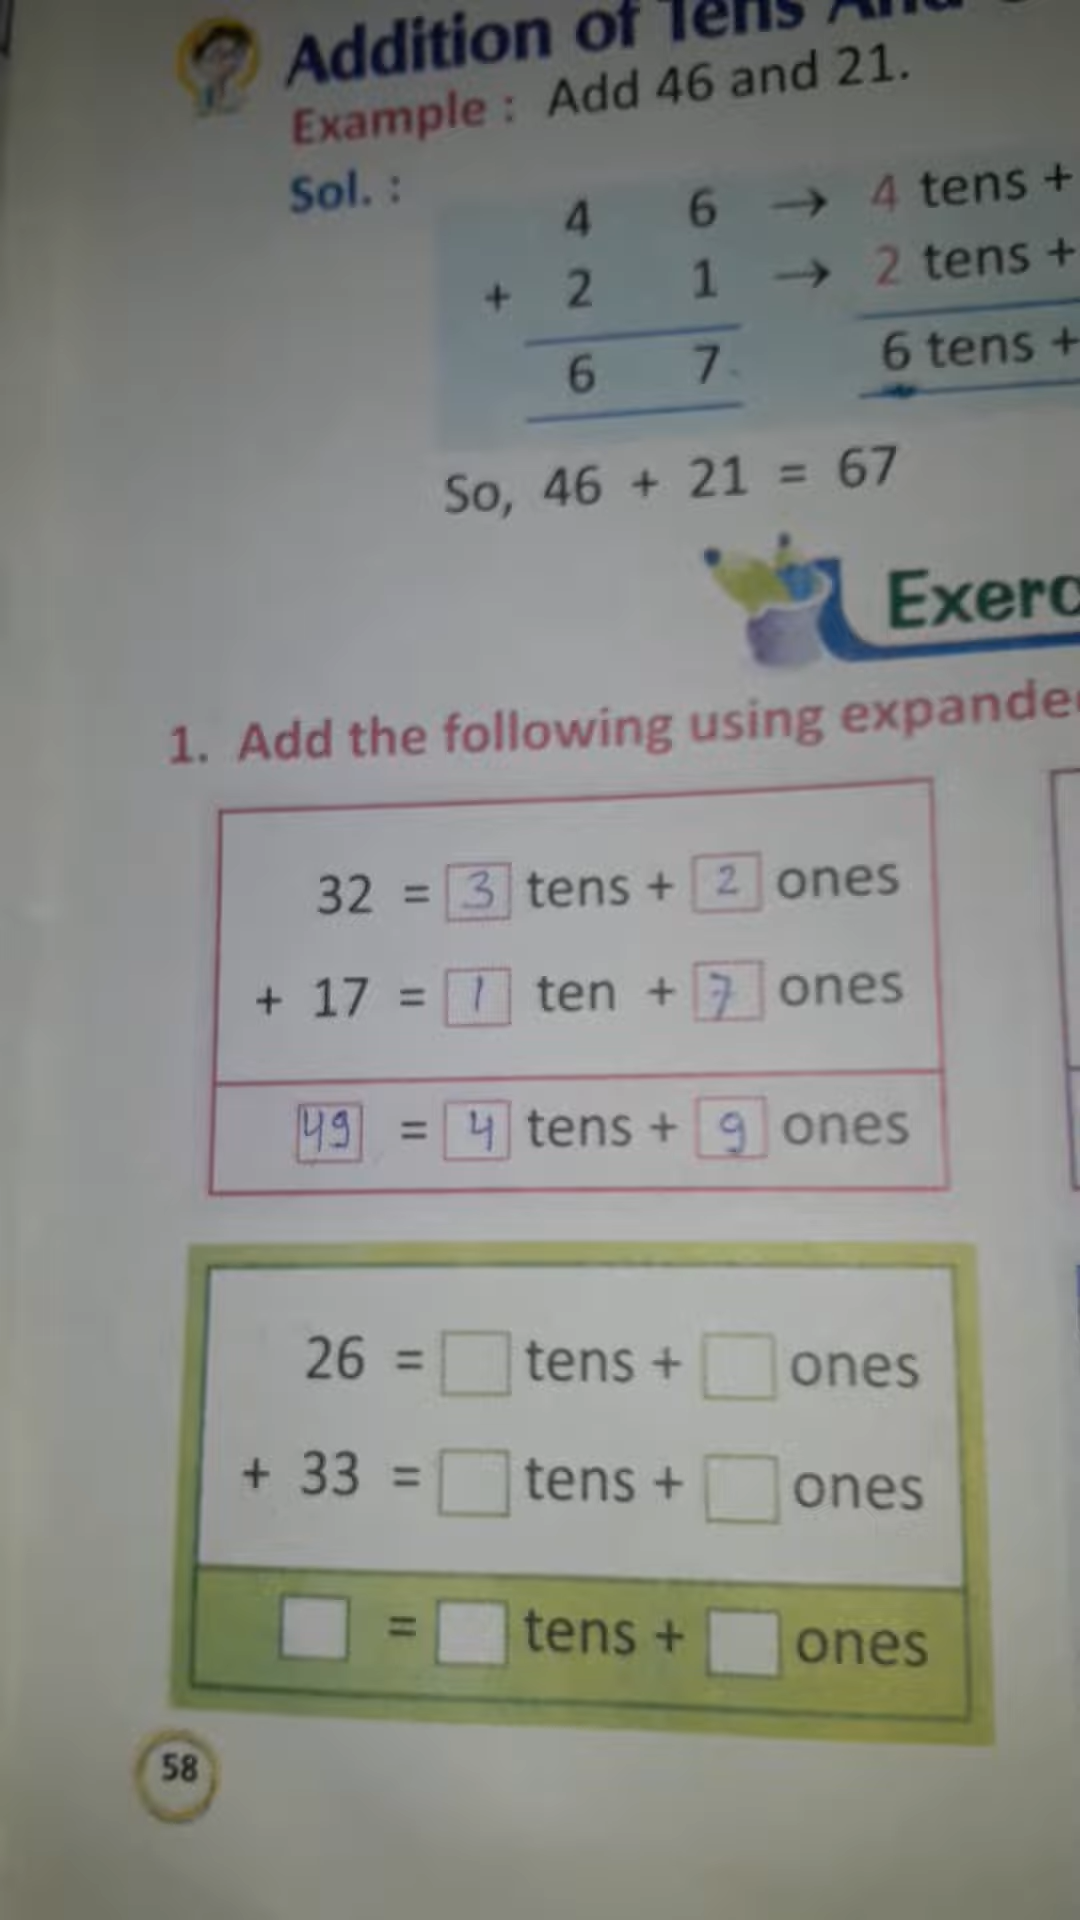 Addition of Tens
Example : Add 46 and 21.
Sol. :
4 6 → 4 tens +
+ 2 1 → 2 tens +
6 7 6 tens +
So, 46 + 21 = 67
1. Add the following using
32 = 3 tens + 2 ones
+ 17 = 1 ten + 7 ones
49 = 4 tens + 9 ones
26 = tens + ones
+ 33 = tens + ones
= tens + ones
58